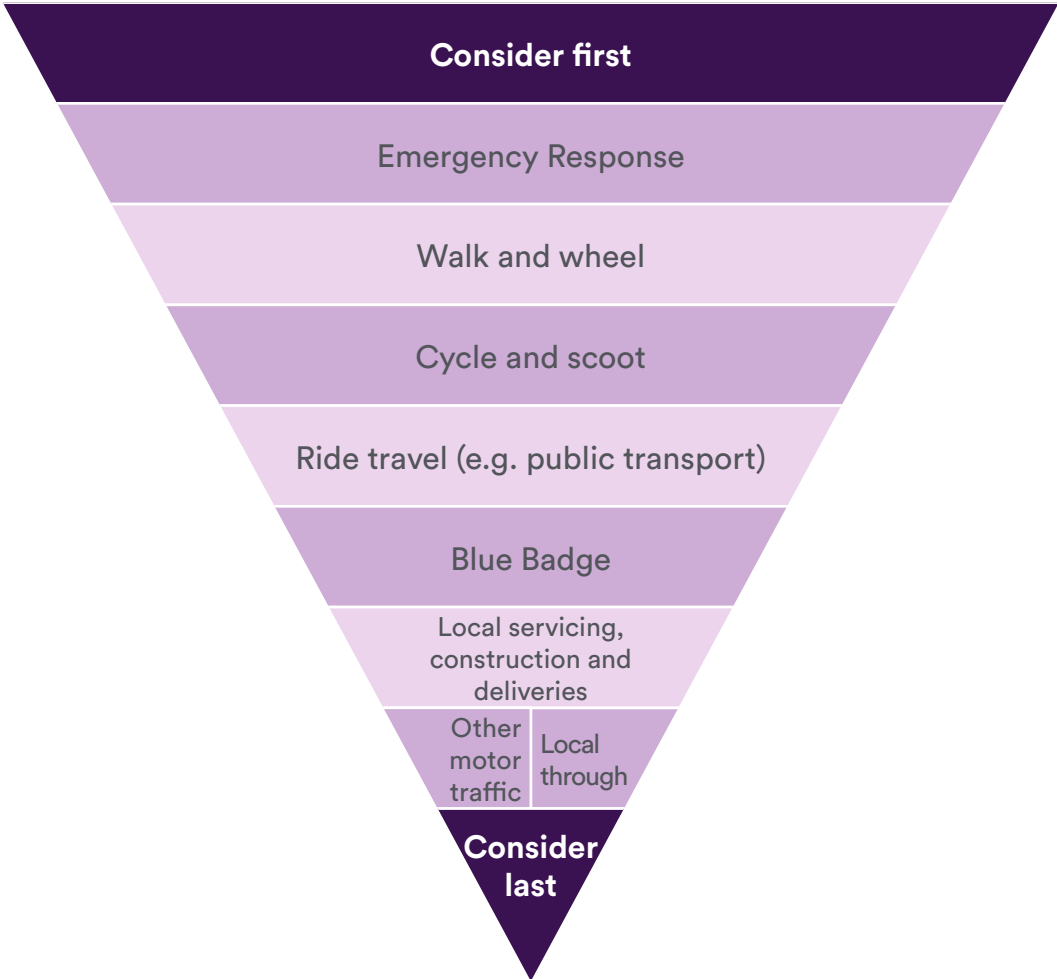 Consider first
Emergency Response
Walk and wheel
Cycle and scoot
Ride travel (e.g. public transport)
Blue Badge
Local servicing,
construction and
deliveries
Other
motor
traffic
Local
through
Consider
last